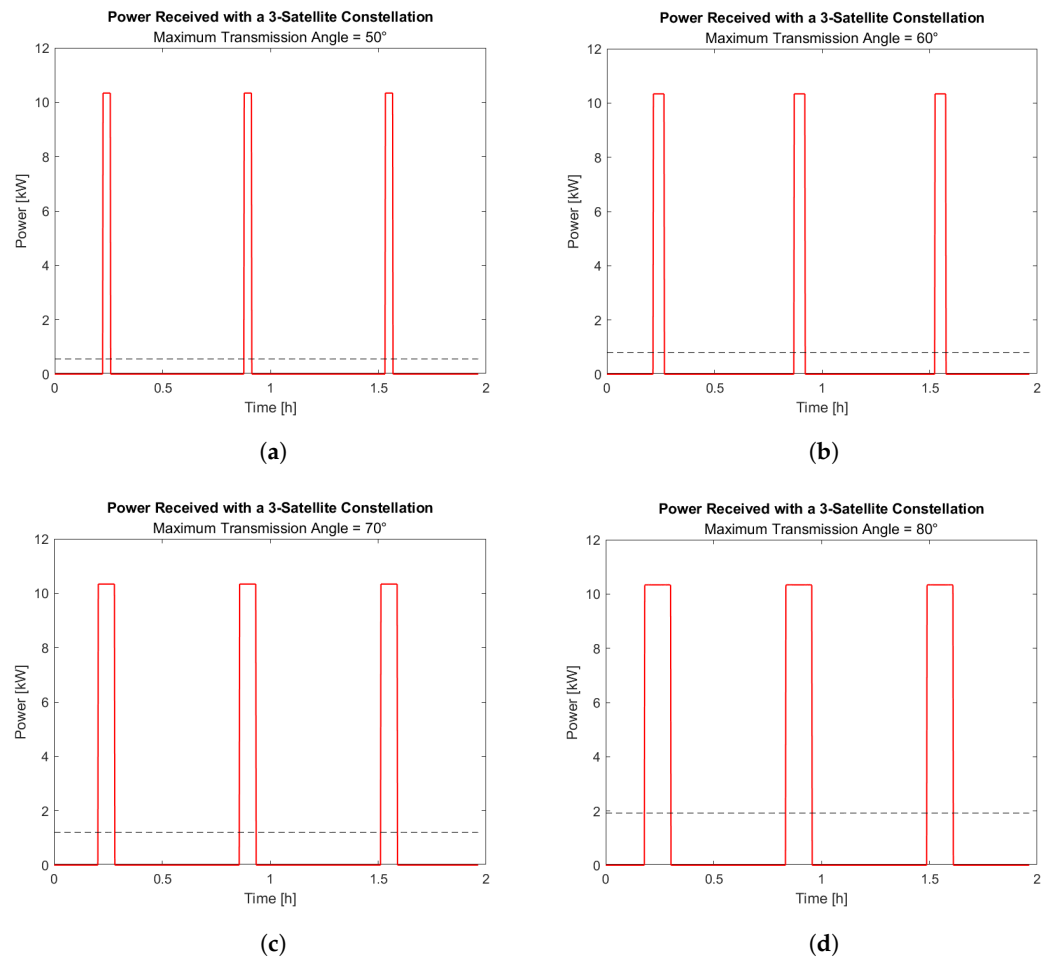 Power Received with a 3-Satellite Constellation
Maximum Transmission Angle = 50°
12
10
8
6
4
2
0
Power [kW]
0 0.5 1 1.5 2
Time [h]
(a)
Power Received with a 3-Satellite Constellation
Maximum Transmission Angle = 60°
12
10
8
6
4
2
0
Power [kW]
0 0.5 1 1.5 2
Time [h]
(b)
Power Received with a 3-Satellite Constellation
Maximum Transmission Angle = 70°
12
10
8
6
4
2
0
Power [kW]
0 0.5 1 1.5 2
Time [h]
(c)
Power Received with a 3-Satellite Constellation
Maximum Transmission Angle = 80°
12
10
8
6
4
2
0
Power [kW]
0 0.5 1 1.5 2
Time [h]
(d)